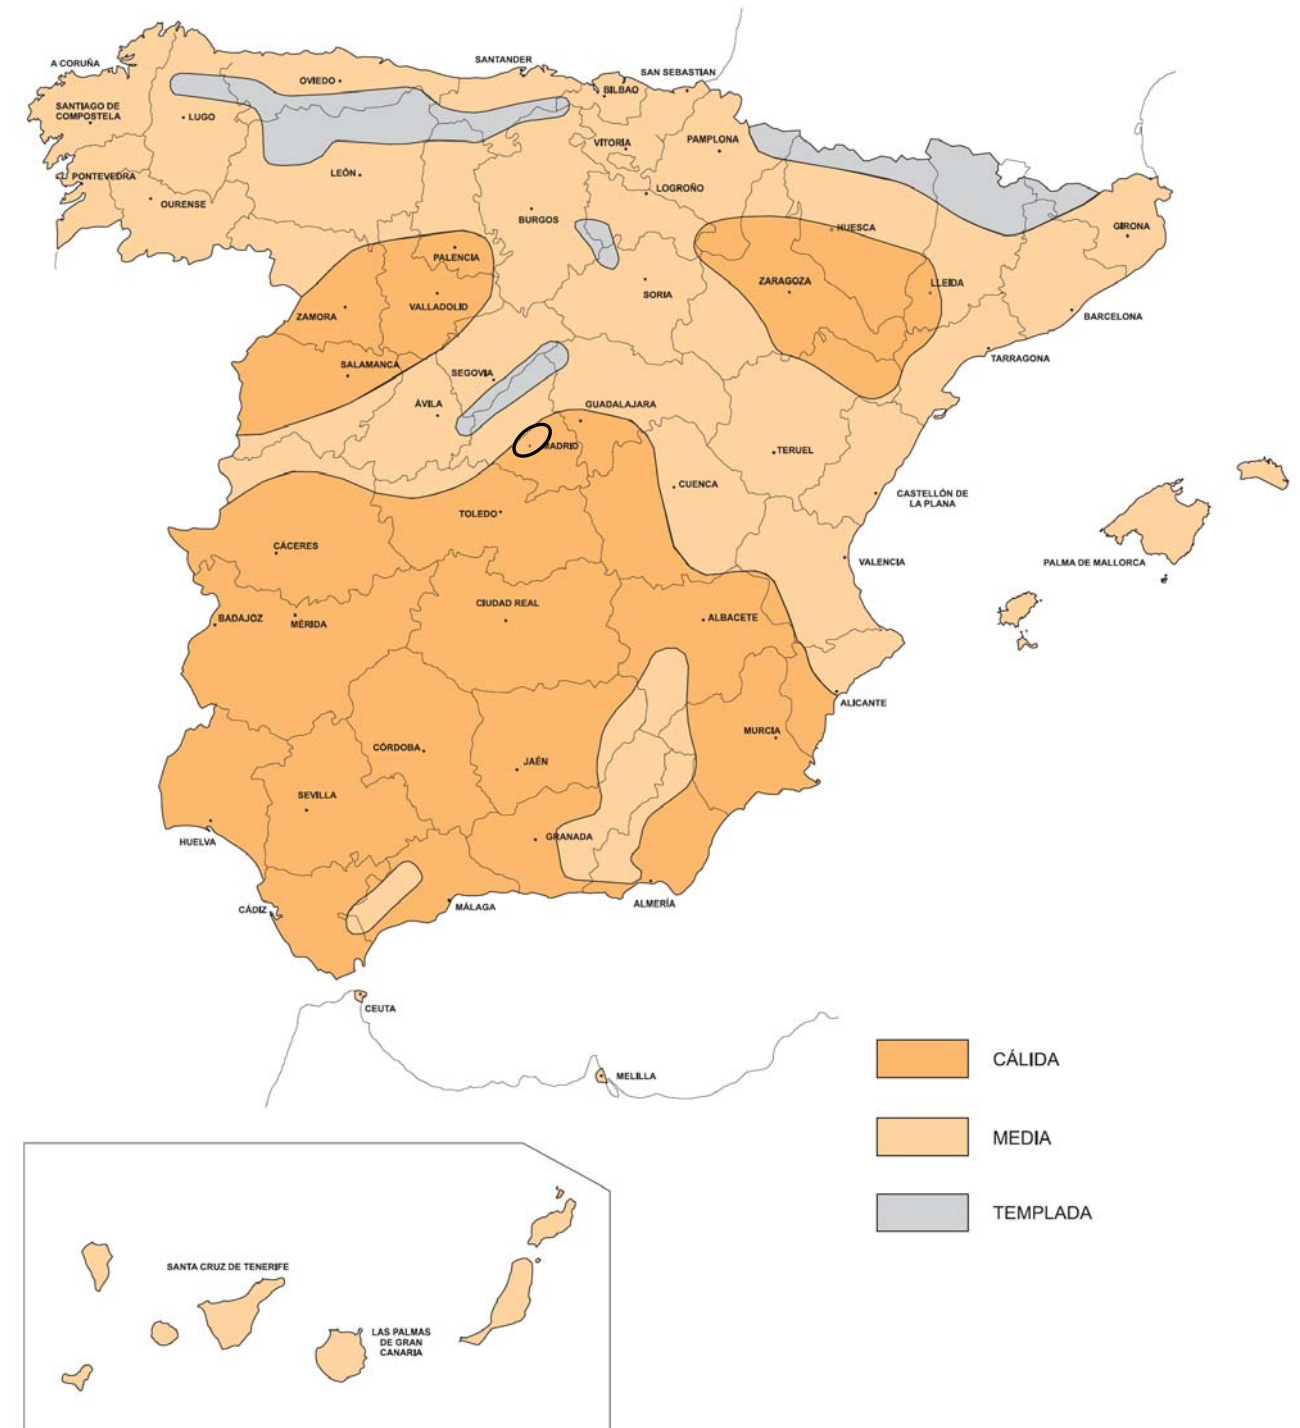 A CORUÑA
SANTANDER
SAN SEBASTIAN
OVIEDO
BILBAO
SANTIAGO DE
COMPOSTELA
LUGO
VITORIA
PAMPLONA
PONTEVEDRA
LEÓN
LOGROÑO
OURENSE
BURGOS
HUESCA
GIRONA
PALENCIA
ZARAGOZA
LLEIDA
SORIA
VALLADOLID
ZAMORA
BARCELONA
TARRAGONA
SALAMANCA
SEGOVIA
ÁVILA
GUADALAJARA
MADRID
TERUEL
CUENCA
CASTELLÓN DE
LA PLANA
TOLEDO
CÁCERES
VALENCIA
PALMA DE MALLORCA
CIUDAD REAL
BADAJOZ
MÉRIDA
ALBACETE
ALICANTE
MURCIA
CÓRDOBA
JAÉN
SEVILLA
HUELVA
GRANADA
CÁDIZ
MÁLAGA
ALMERÍA
CEUTA
MELILLA
CÁLIDA
MEDIA
TEMPLADA
SANTA CRUZ DE TENERIFE
LAS PALMAS
DE GRAN
CANARIA